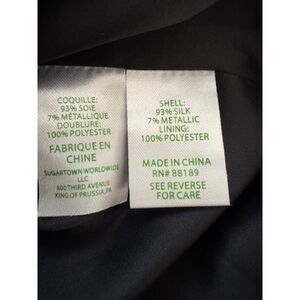 COQUILLE:
93% SOIE
7% MÉTALLIQUE
DOUBLURE:
100% POLYESTER
FABRIQUE EN
CHINE
SUGARTOWN WORLDWIDE
LLC
800 THIRD AVENUE
KING OF PRUSSIA,PA
SHELL:
93% SILK
7% METALLIC
LINING:
100% POLYESTER
MADE IN CHINA
RN# 88189
SEE REVERSE
FOR CARE